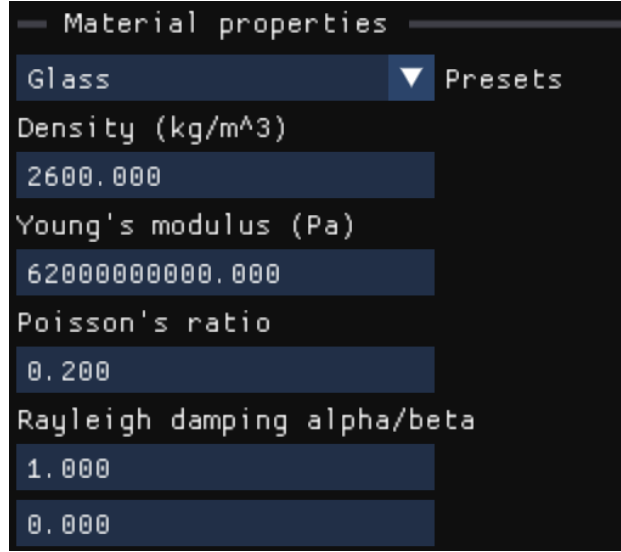 Material properties
Glass Presets
Density (kg/m^3)
2600.000
Young's modulus (Pa)
62000000000.000
Poisson's ratio
0.200
Rayleigh damping alpha/beta
1.000
0.000